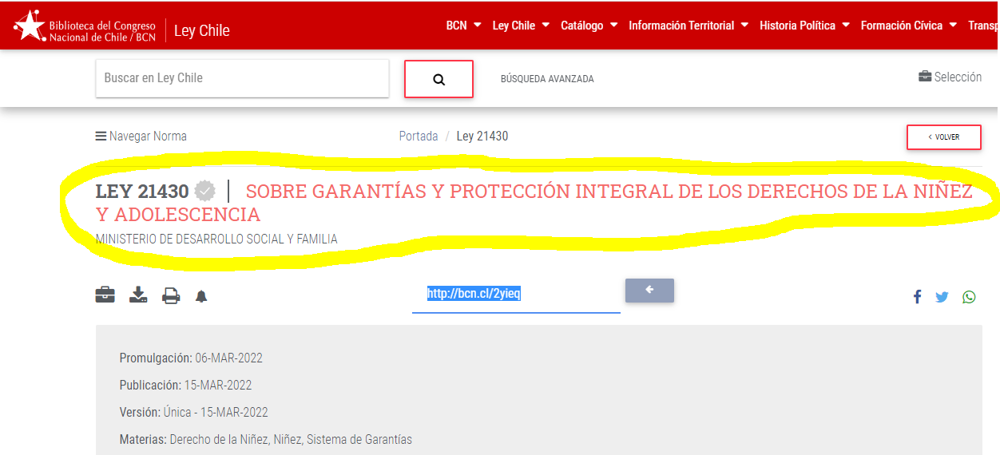 Biblioteca del Congreso
Nacional de Chile / BCN
Ley Chile
BCN Ley Chile Catálogo Información Territorial Historia Política Formación Cívica Transp
Buscar en Ley Chile
BÚSQUEDA AVANZADA
Selección
Navegar Norma
Portada / Ley 21430
< VOLVER
LEY 21430 | SOBRE GARANTÍAS Y PROTECCIÓN INTEGRAL DE LOS DERECHOS DE LA NIÑEZ
Y ADOLESCENCIA
MINISTERIO DE DESARROLLO SOCIAL Y FAMILIA
http://bcn.cl/2yieq
Promulgación: 06-MAR-2022
Publicación: 15-MAR-2022
Versión: Única - 15-MAR-2022
Materias: Derecho de la Niñez, Niñez, Sistema de Garantías